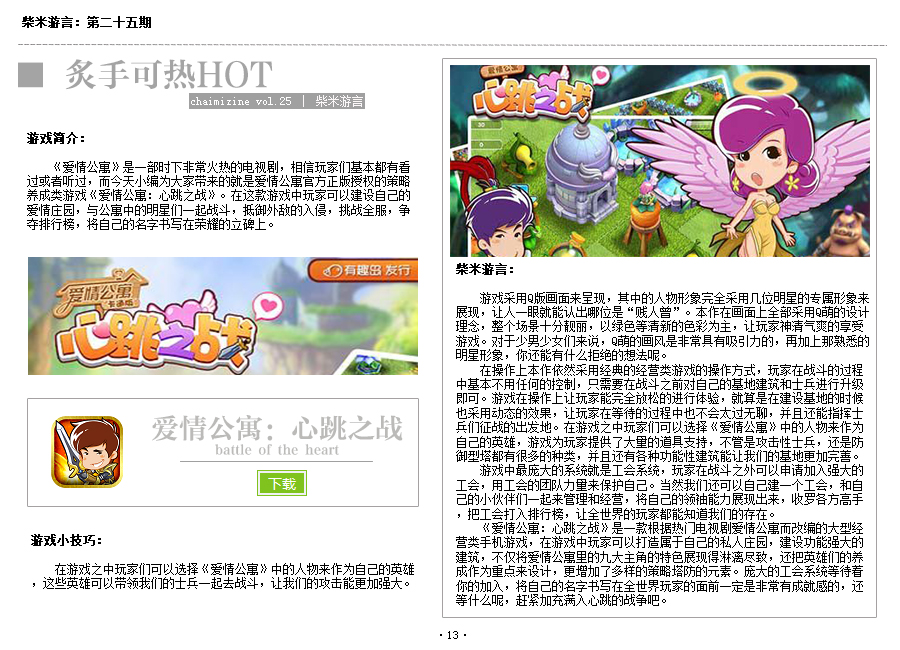 柴米游言：第二十五期
炙手可热HOT
chaimizine vol.25 | 柴米游言
游戏简介：
《爱情公寓》是一部时下非常火热的电视剧，相信玩家们基本都有看
过或者听过，而今天小编为大家带来的就是爱情公寓官方正版授权的策略
养成类游戏《爱情公寓：心跳之战》。在这款游戏中玩家可以建设自己的
爱情庄园，与公寓中的明星们一起战斗，抵御外敌的入侵，挑战全服，争
夺排行榜，将自己的名字书写在荣耀的立碑上。
有趣岛 发行
爱情公寓
卡通版
心跳之战
爱情公寓：心跳之战
battle of the heart
下载
游戏小技巧：
在游戏之中玩家们可以选择《爱情公寓》中的人物来作为自己的英雄
，这些英雄可以带领我们的士兵一起去战斗，让我们的攻击能更加强大。
爱情公寓
心跳之战
30
0
柴米游言：
游戏采用Q版画面来呈现，其中的人物形象完全采用几位明星的专属形象来
展现，让人一眼就能认出哪位是“贱人曾”。本作在画面上全部采用Q萌的设计
理念，整个场景十分靓丽，以绿色等清新的色彩为主，让玩家神清气爽的享受
游戏。对于少男少女们来说，Q萌的画风是非常具有吸引力的，再加上那熟悉的
明星形象，你还能有什么拒绝的想法呢。
在操作上本作依然采用经典的经营类游戏的操作方式，玩家在战斗的过程
中基本不用任何的控制，只需要在战斗之前对自己的基地建筑和士兵进行升级
即可。游戏在操作上让玩家能完全放松的进行体验，就算是在建设基地的时候
也采用动态的效果，让玩家在等待的过程中也不会太过无聊，并且还能指挥士
兵们征战的出发地。在游戏之中玩家们可以选择《爱情公寓》中的人物来作为
自己的英雄，游戏为玩家提供了大量的道具支持，不管是攻击性士兵，还是防
御型塔都有很多的种类，并且还有各种功能性建筑能让我们的基地更加完善。
游戏中最庞大的系统就是工会系统，玩家在战斗之外可以申请加入强大的
工会，用工会的团队力量来保护自己。当然我们还可以自己建一个工会，和自
己的小伙伴们一起来管理和经营，将自己的领袖能力展现出来，收罗各方高手
，把工会打入排行榜，让全世界的玩家都能知道我们的存在。
《爱情公寓：心跳之战》是一款根据热门电视剧爱情公寓而改编的大型经
营类手机游戏，在游戏中玩家可以打造属于自己的私人庄园，建设功能强大的
建筑，不仅将爱情公寓里的九大主角的特色展现得淋离尽致，还把英雄们的养
成作为重点来设计，更增加了多样的策略塔防的元素。庞大的工会系统等待着
你的加入，将自己的名字书写在全世界玩家的面前一定是非常有成就感的，还
等什么呢，赶紧加充满入心跳的战争吧。
·13·